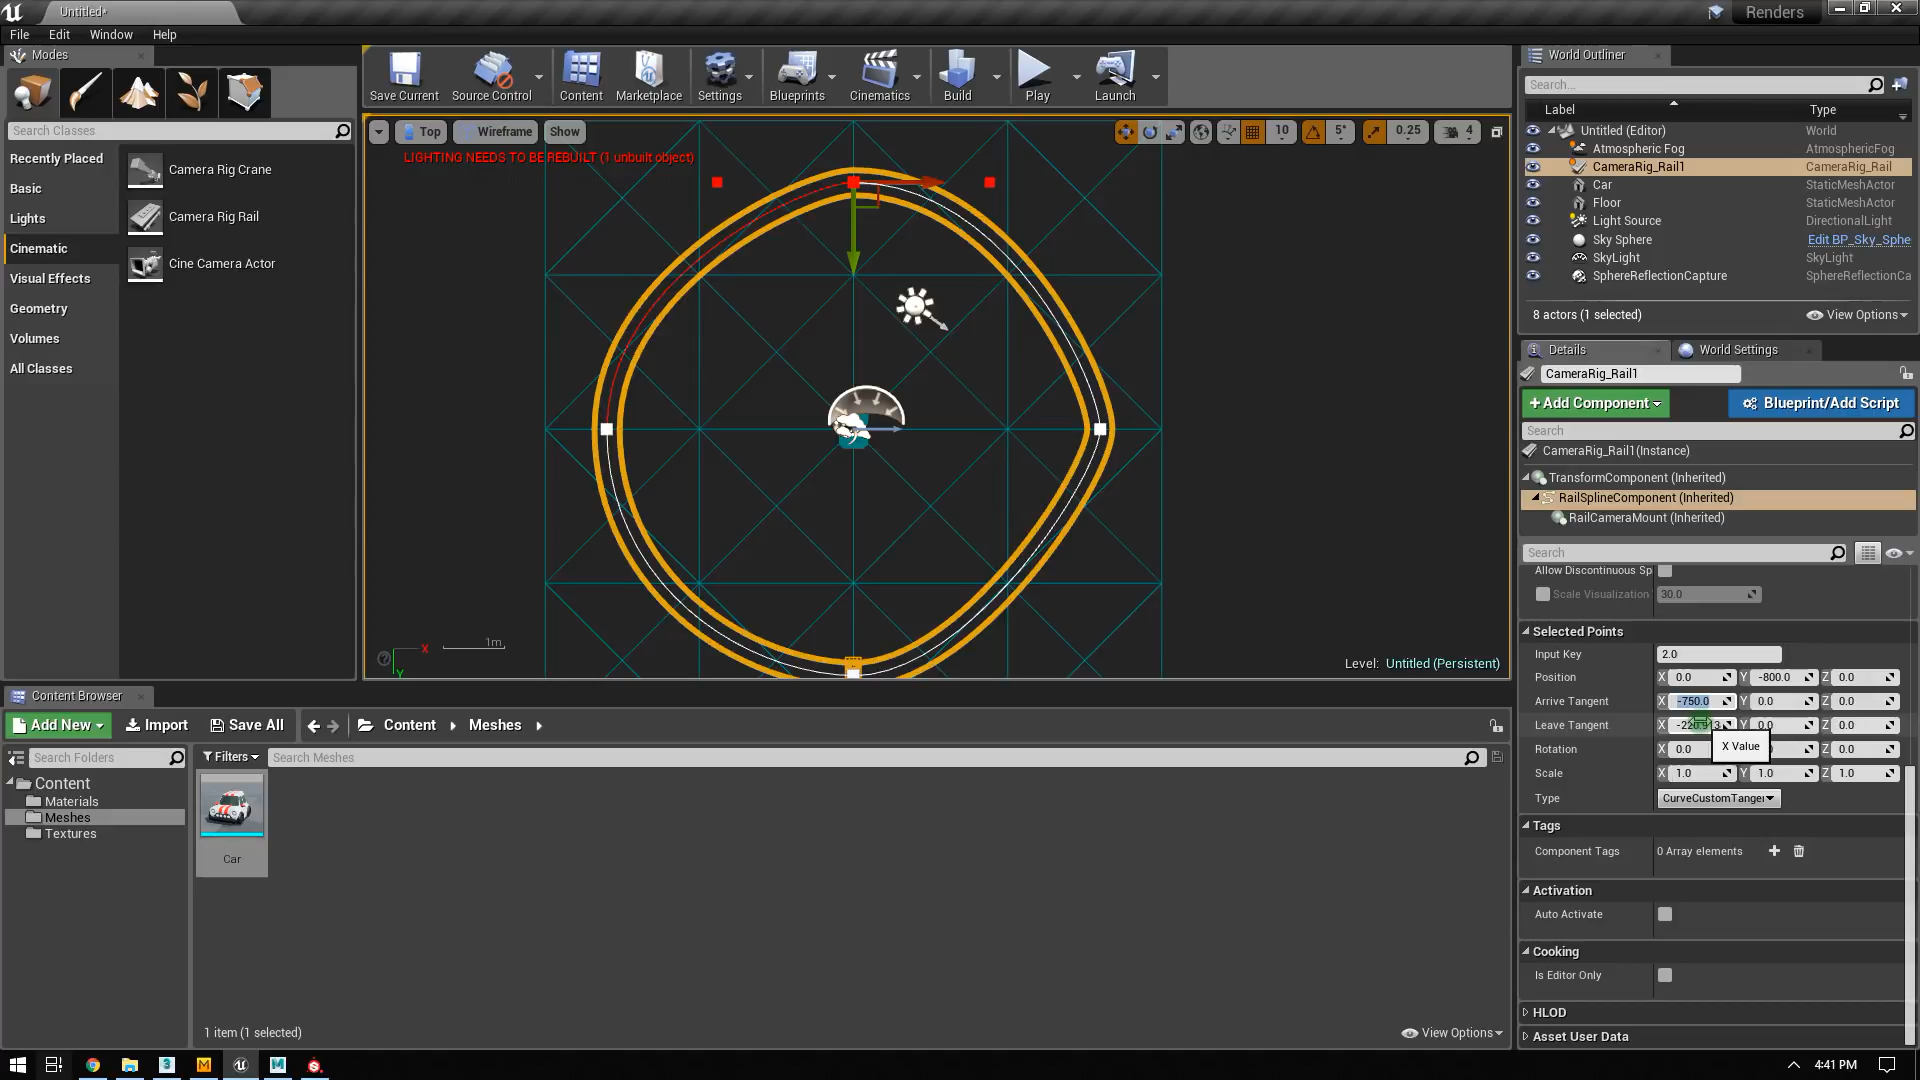 Untitled*
Renders
File Edit Window Help
Modes
Save Current
Source Control
Content
Marketplace
Settings
Blueprints
Cinematics
Build
Play
Launch
Search Classes
Recently Placed
Basic
Lights
Cinematic
Visual Effects
Geometry
Volumes
All Classes
Camera Rig Crane
Camera Rig Rail
Cine Camera Actor
Top Wireframe Show
10 5° 0.25 4
LIGHTING NEEDS TO BE REBUILT (1 unbuilt object)
X
Y
1m
Level: Untitled (Persistent)
World Outliner
Search...
Label Type
Untitled (Editor) World
Atmospheric Fog AtmosphericFog
CameraRig_Rail1 CameraRig_Rail
Car StaticMeshActor
Floor StaticMeshActor
Light Source DirectionalLight
Sky Sphere Edit BP_Sky_Sphe
SkyLight SkyLight
SphereReflectionCapture SphereReflectionCa
8 actors (1 selected) View Options
Details World Settings
CameraRig_Rail1
+Add Component Blueprint/Add Script
Search
CameraRig_Rail1(Instance)
TransformComponent (Inherited)
RailSplineComponent (Inherited)
RailCameraMount (Inherited)
Search
Allow Discontinuous Sp
Scale Visualization 30.0
Selected Points
Input Key 2.0
Position X 0.0 Y -800.0 Z 0.0
Arrive Tangent X -750.0 Y 0.0 Z 0.0
Leave Tangent X Y 0.0 Z 0.0
X Value
Rotation X 0.0 Z 0.0
Scale X 1.0 Y 1.0 Z 1.0
Type CurveCustomTangen
Tags
Component Tags 0 Array elements
Activation
Auto Activate
Cooking
Is Editor Only
HLOD
Asset User Data
Content Browser
Add New Import Save All Content Meshes
Search Folders
Filters Search Meshes
Content
Materials
Meshes
Textures
Car
1 item (1 selected) View Options
4:41 PM